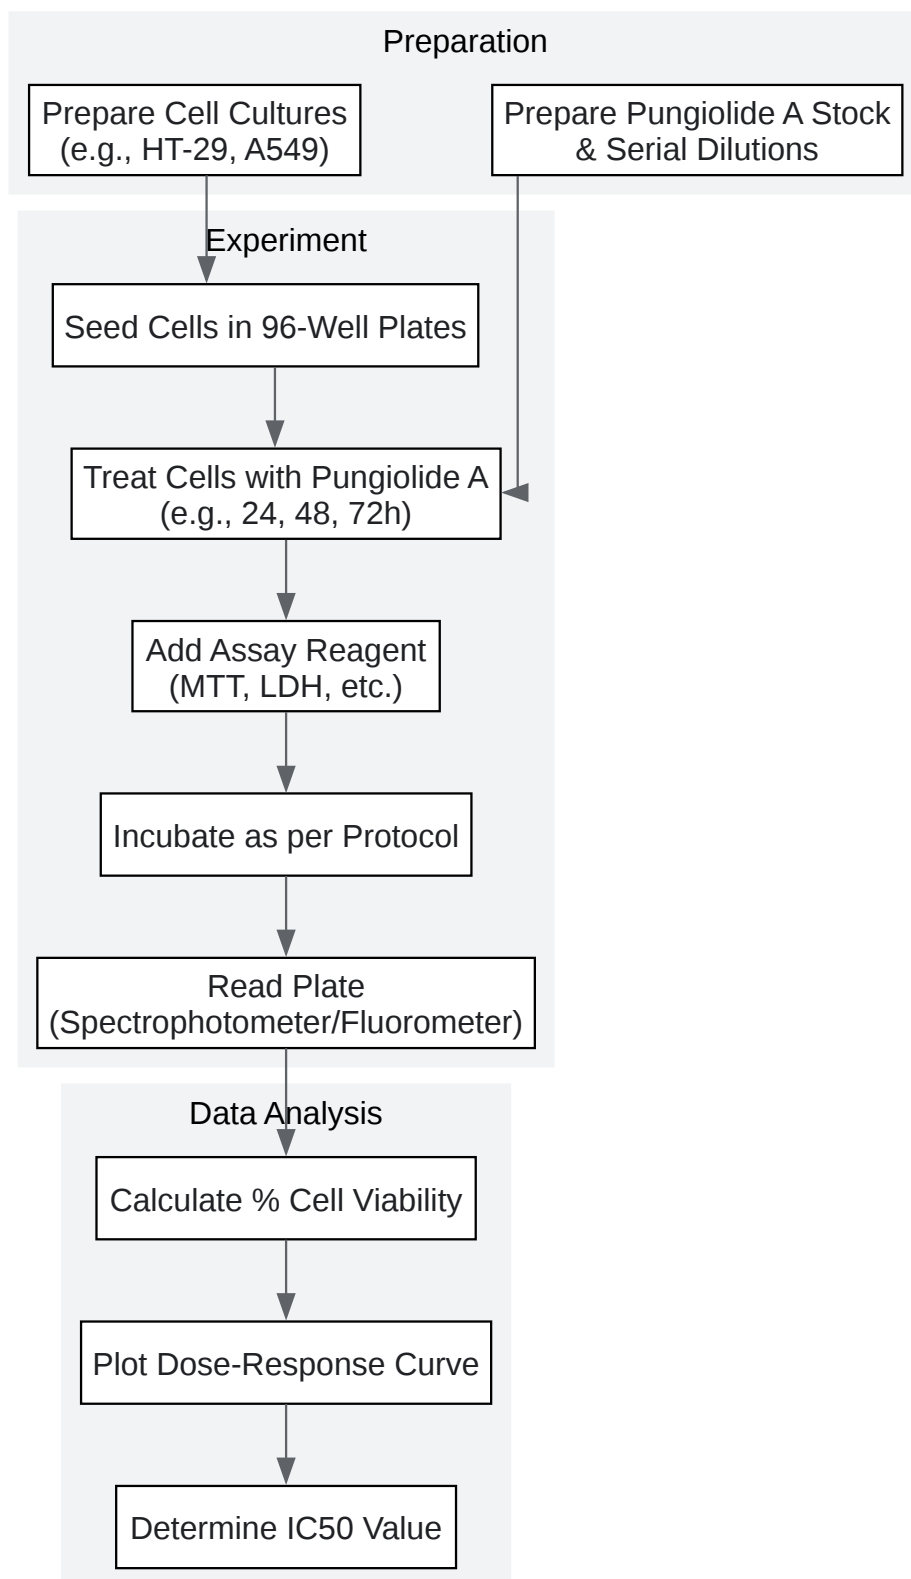 Preparation
Prepare Cell Cultures
(e.g., HT-29, A549)
Prepare Pungiolide A Stock
& Serial Dilutions
Experiment
Seed Cells in 96-Well Plates
Treat Cells with Pungiolide A
(e.g., 24, 48, 72h)
Add Assay Reagent
(MTT, LDH, etc.)
Incubate as per Protocol
Read Plate
(Spectrophotometer/Fluorometer)
Data Analysis
Calculate % Cell Viability
Plot Dose-Response Curve
Determine IC50 Value